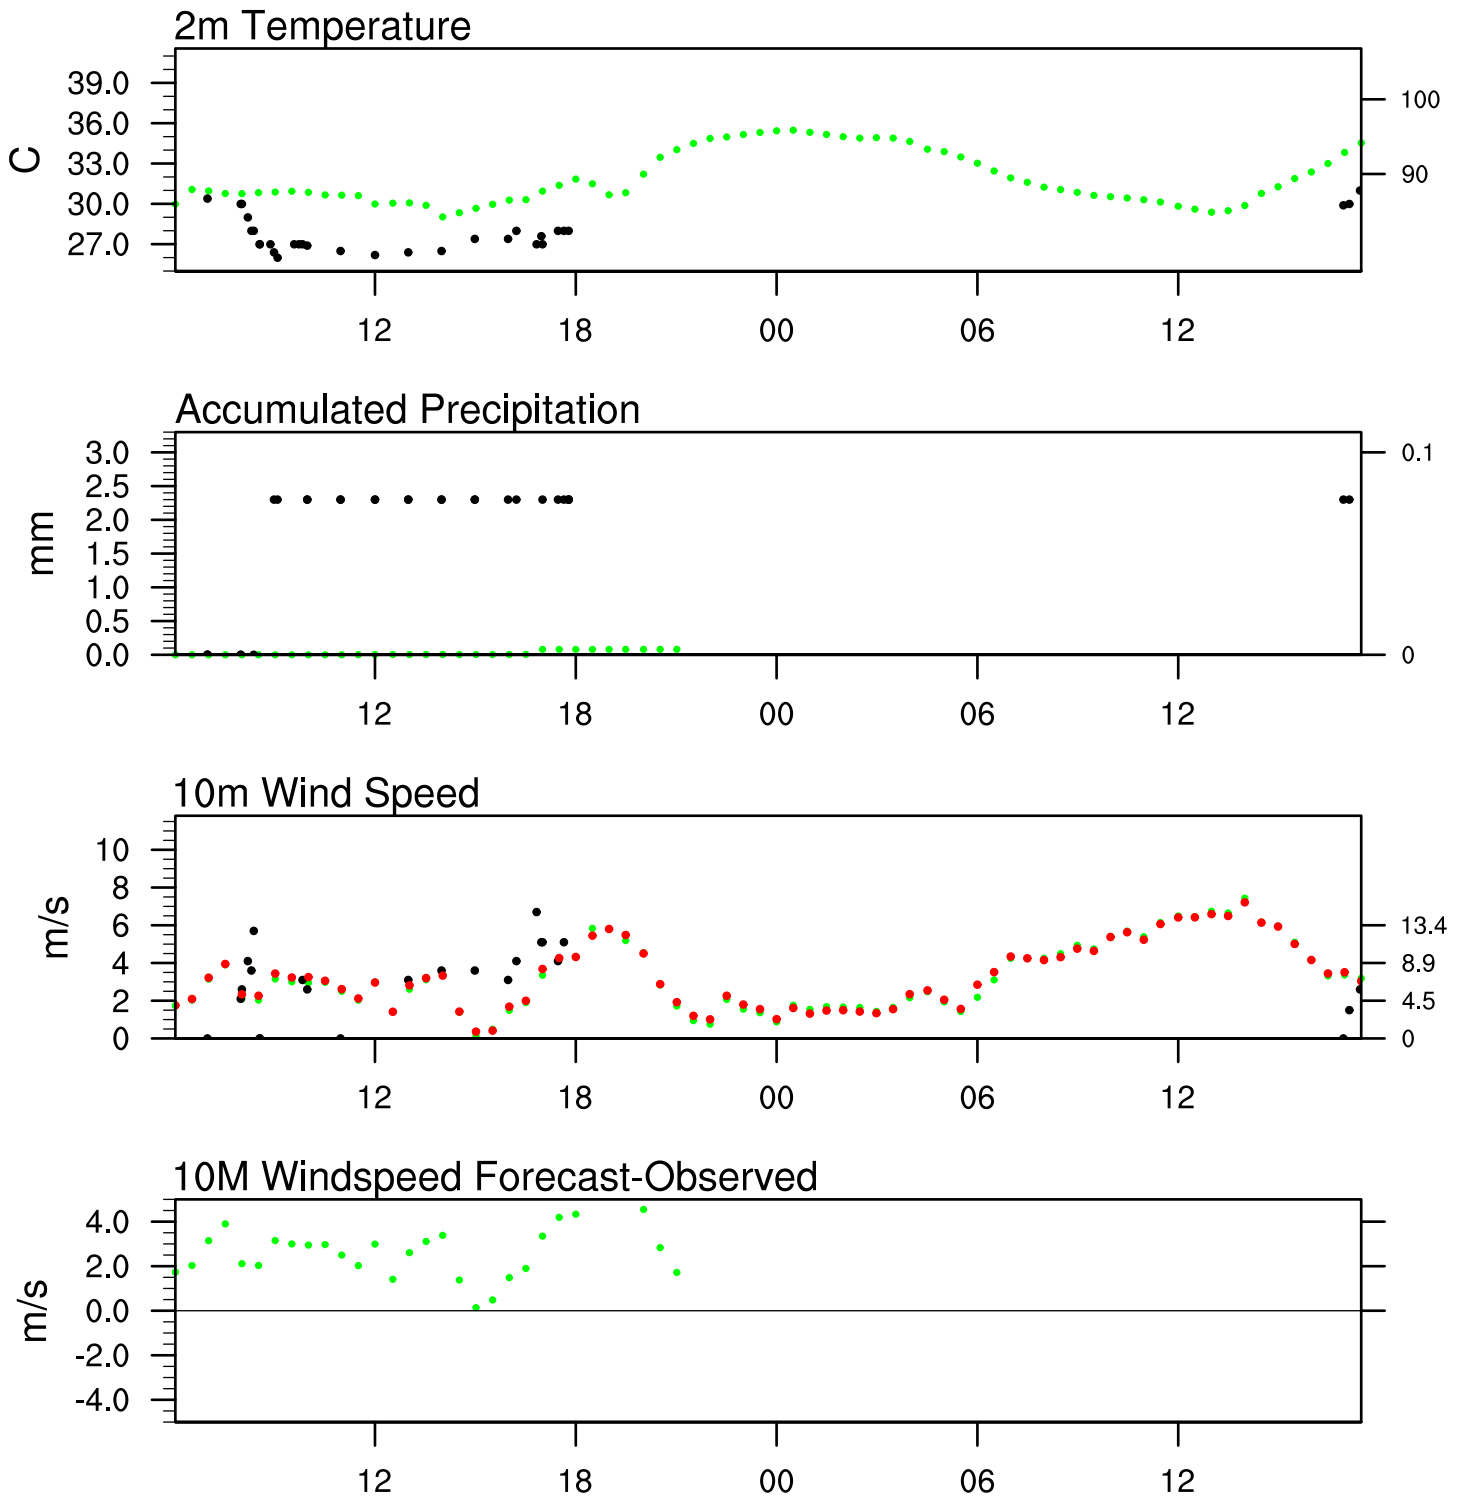 2m Temperature
C
39.0
36.0
33.0
30.0
27.0
100
90
12 18 00 06 12
Accumulated Precipitation
mm
3.0
2.5
2.0
1.5
1.0
0.5
0.0
0.1
0
12 18 00 06 12
10m Wind Speed
m/s
10
8
6
4
2
0
13.4
8.9
4.5
0
12 18 00 06 12
10M Windspeed Forecast-Observed
m/s
4.0
2.0
0.0
-2.0
-4.0
12 18 00 06 12